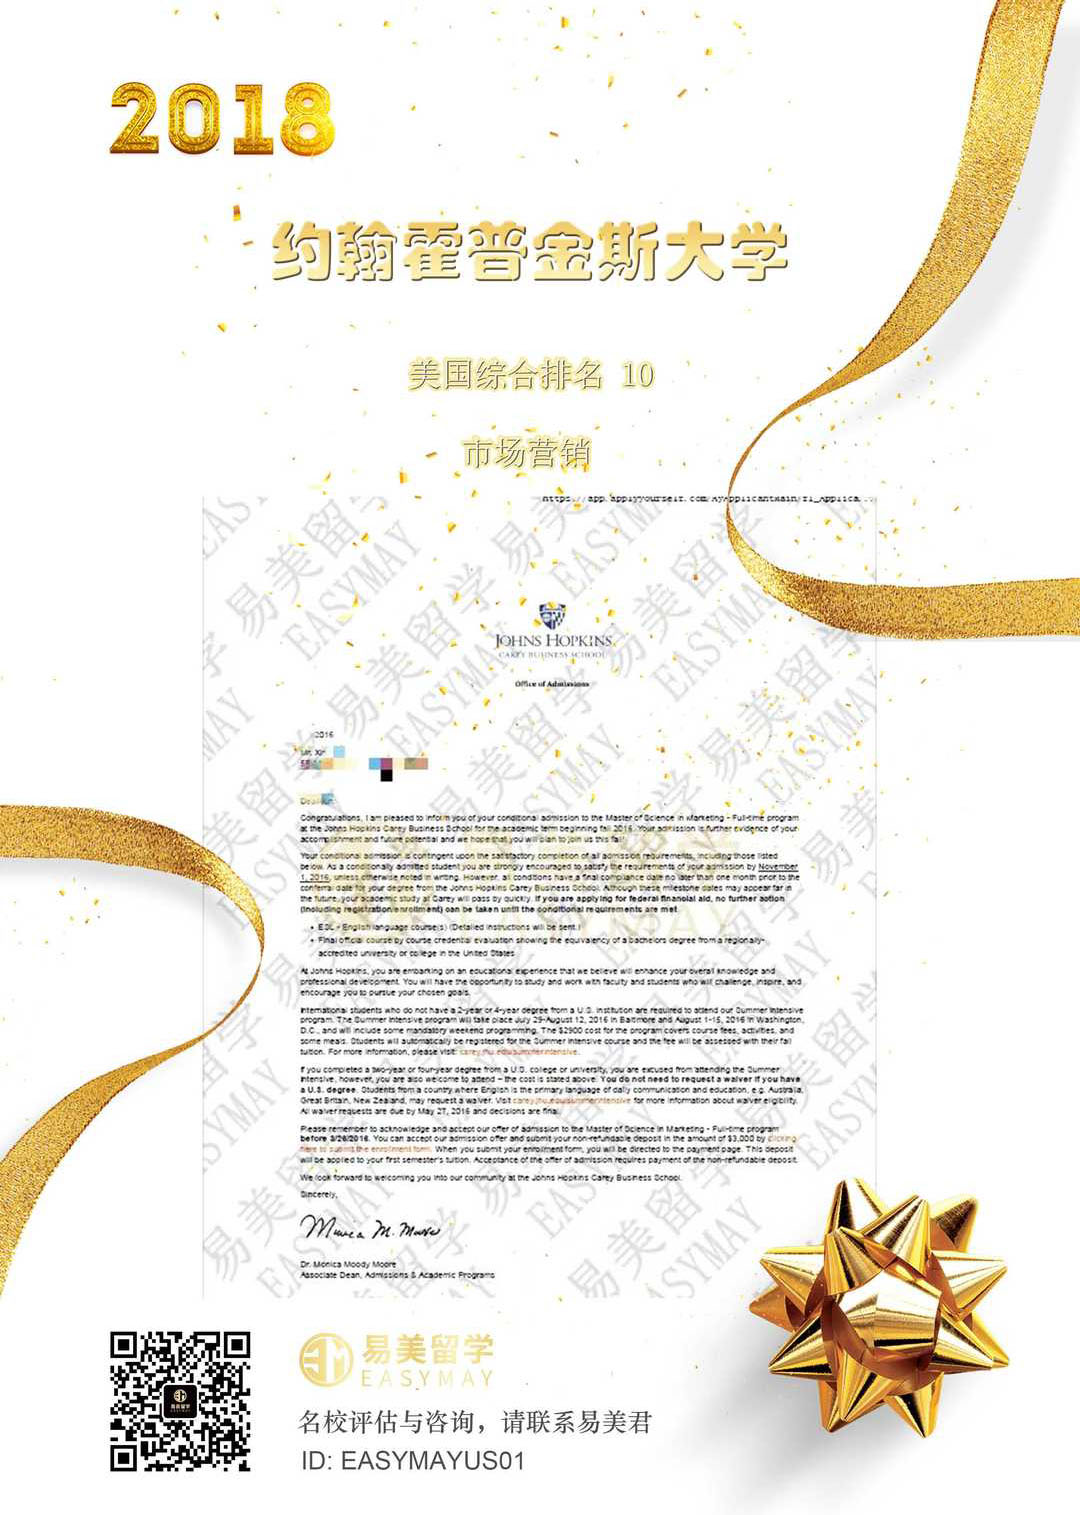 2018
约翰霍普金斯大学
美国综合排名 10
市场营销
https://app.applyyourself.com/AyApplicantMain/rl_Applica...
JOHNS HOPKINS
CAREY BUSINESS SCHOOL
Office of Admissions
2016
Congratulations, I am pleased to inform you of your conditional admission to the Master of Science in Marketing - Full-time program
at the Johns Hopkins Carey Business School for the academic term beginning fall 2016. Your admission is further evidence of your
accomplishment and future potential and we hope that you will plan to join us this fall.
Your conditional admission is contingent upon the satisfactory completion of all admission requirements, including those listed
below. As a conditionally admitted student you are strongly encouraged to satisfy the requirements of your admission by November
1, 2016, unless otherwise noted in writing. However, all conditions have a final compliance date no later than one month prior to the
conferral date for your degree from the Johns Hopkins Carey Business School. Although these milestone dates may appear far in
the future, your academic study at Carey will pass by quickly. If you are applying for federal financial aid, no further action
(including registration/enrollment) can be taken until the conditional requirements are met.
• ESL - English language course(s) (Detailed instructions will be sent.)
• Final official course by course credential evaluation showing the equivalency of a bachelors degree from a regionally-
accredited university or college in the United States
At Johns Hopkins, you are embarking on an educational experience that we believe will enhance your overall knowledge and
professional development. You will have the opportunity to study and work with faculty and students who will challenge, inspire, and
encourage you to pursue your chosen goals.
International students who do not have a 2-year or 4-year degree from a U.S. institution are required to attend our Summer Intensive
program. The Summer Intensive program will take place July 29-August 12, 2016 in Baltimore and August 1-15, 2016 in Washington,
D.C., and will include some mandatory weekend programming. The $2900 cost for the program covers course fees, activities, and
some meals. Students will automatically be registered for the Summer Intensive course and the fee will be assessed with their fall
tuition. For more information, please visit: carey.jhu.edu/summerintensive.
If you completed a two-year or four-year degree from a U.S. college or university, you are excused from attending the Summer
Intensive, however, you are also welcome to attend – the cost is stated above. You do not need to request a waiver if you have
a U.S. degree. Students from a country where English is the primary language of daily communication and education, e.g. Australia,
Great Britain, New Zealand, may request a waiver. Visit carey.jhu.edu/summerintensive for more information about waiver eligibility.
All waiver requests are due by May 27, 2016 and decisions are final.
Please remember to acknowledge and accept our offer of admission to the Master of Science in Marketing - Full-time program
before 3/26/2016. You can accept our admission offer and submit your non-refundable deposit in the amount of $3,000 by clicking
here to submit the enrollment form. When you submit your enrollment form, you will be directed to the payment page. This deposit
will be applied to your first semester's tuition. Acceptance of the offer of admission requires payment of the non-refundable deposit.
We look forward to welcoming you into our community at the Johns Hopkins Carey Business School.
Sincerely,
Monica M. Moore
Dr. Monica Moody Moore
Associate Dean, Admissions & Academic Programs
易美留学
EASYMAY
名校评估与咨询，请联系易美君
ID: EASYMAYUS01